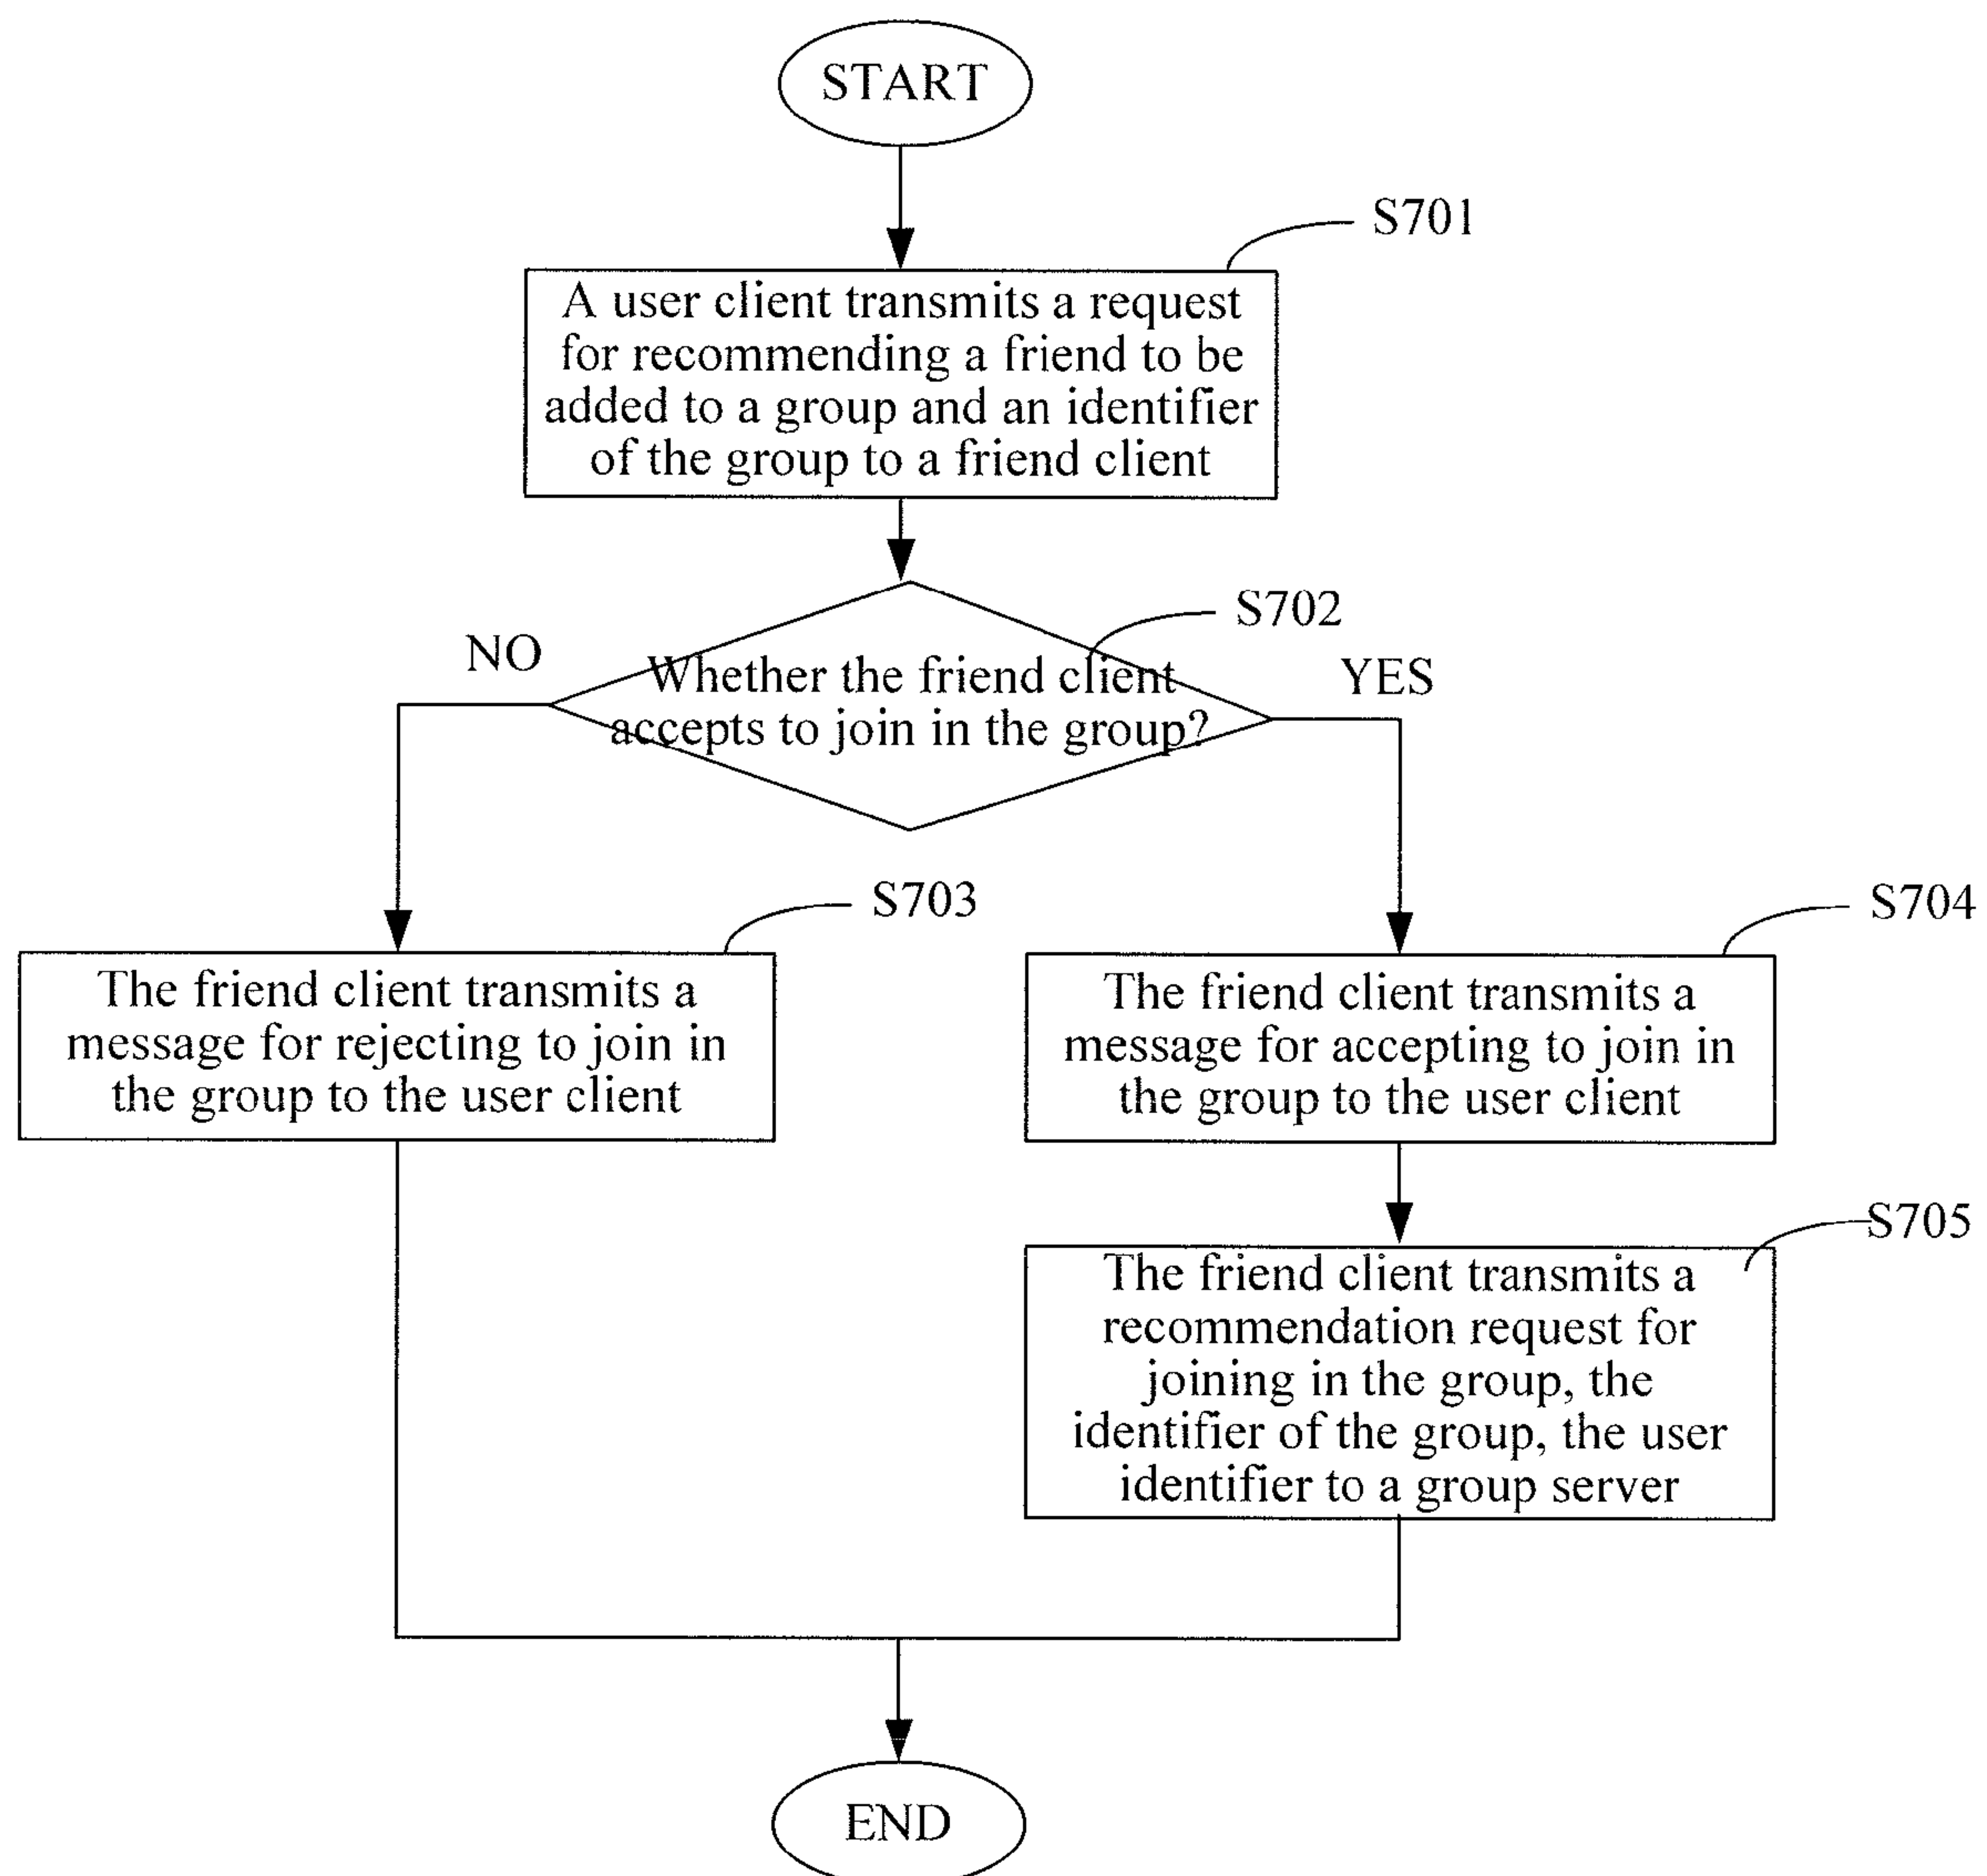 START
S701
A user client transmits a request
for recommending a friend to be
added to a group and an identifier
of the group to a friend client
S702
NO
YES
Whether the friend client
accepts to join in the group?
S703
S704
The friend client transmits a
message for rejecting to join in
the group to the user client
The friend client transmits a
message for accepting to join in
the group to the user client
S705
The friend client transmits a
recommendation request for
joining in the group, the
identifier of the group, the user
identifier to a group server
END